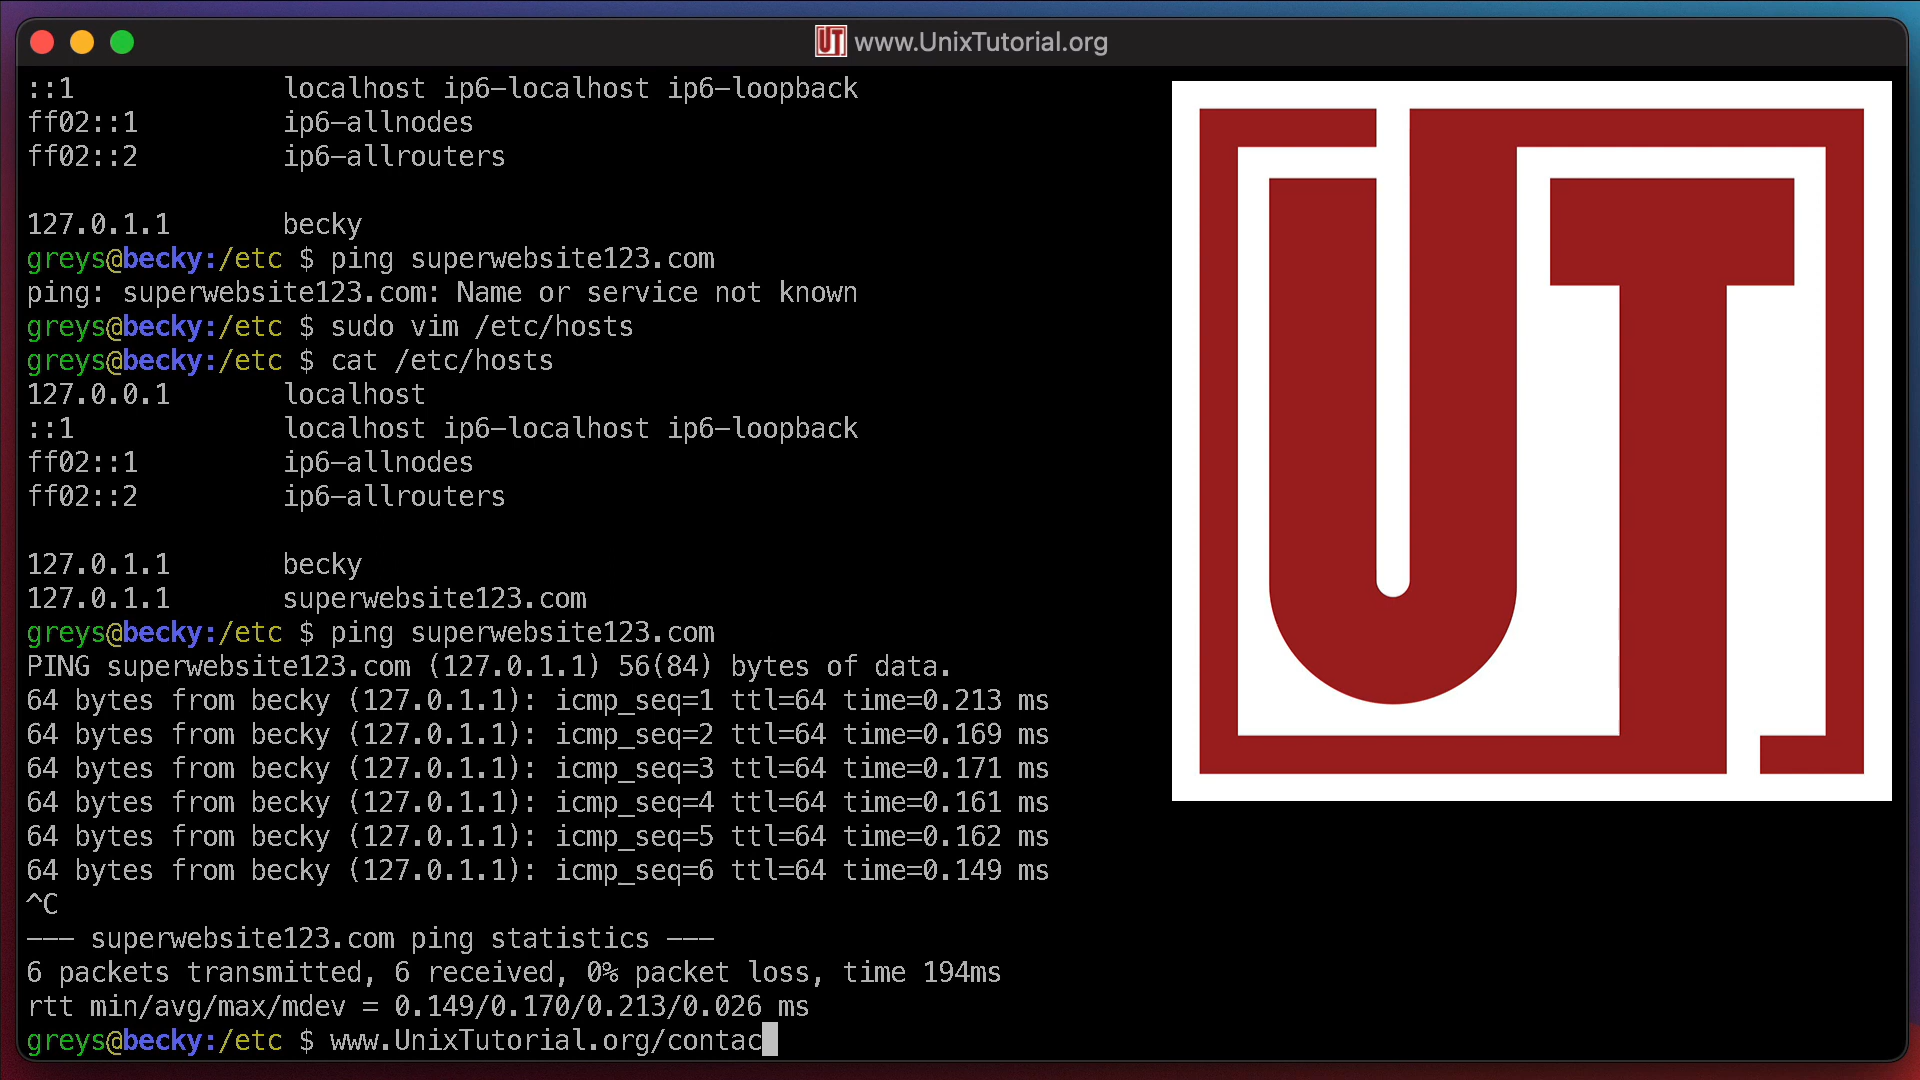 UT www.UnixTutorial.org
::1 localhost ip6-localhost ip6-loopback
ff02::1 ip6-allnodes
ff02::2 ip6-allrouters
127.0.1.1 becky
greys@becky:/etc $ ping superwebsite123.com
ping: superwebsite123.com: Name or service not known
greys@becky:/etc $ sudo vim /etc/hosts
greys@becky:/etc $ cat /etc/hosts
127.0.0.1 localhost
::1 localhost ip6-localhost ip6-loopback
ff02::1 ip6-allnodes
ff02::2 ip6-allrouters
127.0.1.1 becky
127.0.1.1 superwebsite123.com
greys@becky:/etc $ ping superwebsite123.com
PING superwebsite123.com (127.0.1.1) 56(84) bytes of data.
64 bytes from becky (127.0.1.1): icmp_seq=1 ttl=64 time=0.213 ms
64 bytes from becky (127.0.1.1): icmp_seq=2 ttl=64 time=0.169 ms
64 bytes from becky (127.0.1.1): icmp_seq=3 ttl=64 time=0.171 ms
64 bytes from becky (127.0.1.1): icmp_seq=4 ttl=64 time=0.161 ms
64 bytes from becky (127.0.1.1): icmp_seq=5 ttl=64 time=0.162 ms
64 bytes from becky (127.0.1.1): icmp_seq=6 ttl=64 time=0.149 ms
^C
--- superwebsite123.com ping statistics ---
6 packets transmitted, 6 received, 0% packet loss, time 194ms
rtt min/avg/max/mdev = 0.149/0.170/0.213/0.026 ms
greys@becky:/etc $ www.UnixTutorial.org/contac
UT